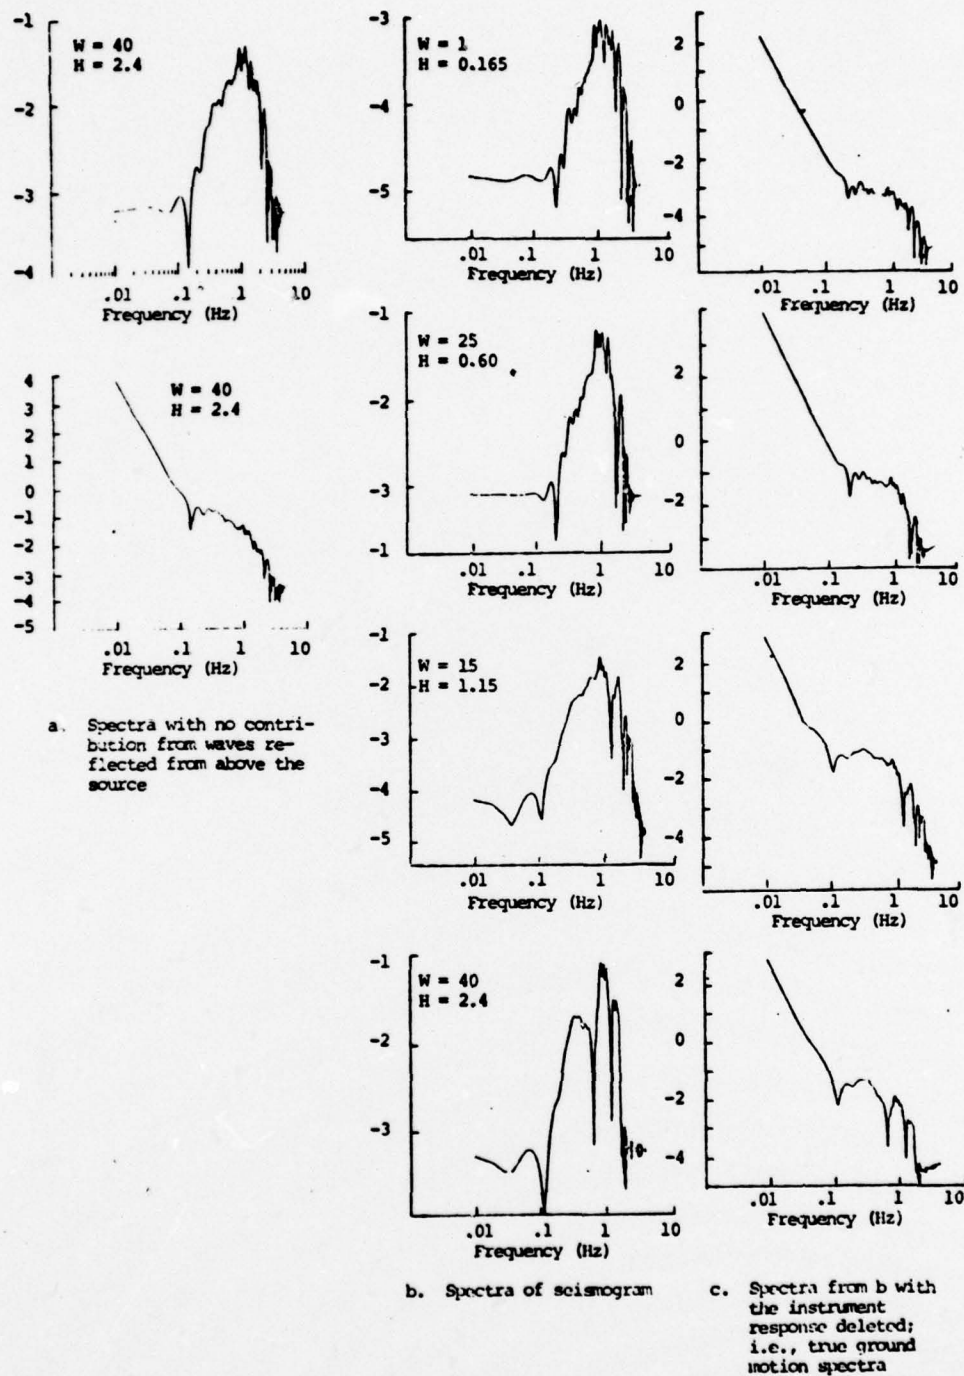 -1
W = 40
H = 2.4
-2
-3
-4
.01 .1 1 10
Frequency (Hz)
4
W = 40
H = 2.4
3
2
1
0
-1
-2
-3
-4
-5
.01 .1 1 10
Frequency (Hz)
a. Spectra with no contri-
bution from waves re-
flected from above the
source
-3
W = 1
H = 0.165
-4
-5
.01 .1 1 10
Frequency (Hz)
-1
W = 25
H = 0.60
-2
-3
-1
.01 .1 1 10
Frequency (Hz)
-1
W = 15
H = 1.15
-2
-3
-4
-5
.01 .1 1 10
Frequency (Hz)
-1
W = 40
H = 2.4
-2
-3
.01 .1 1 10
Frequency (Hz)
b. Spectra of seismogram
2
0
-2
-4
.01 .1 1 10
Frequency (Hz)
2
0
-2
.01 .1 1 10
Frequency (Hz)
2
0
-2
-4
.01 .1 1 10
Frequency (Hz)
2
0
-2
-4
.01 .1 1 10
Frequency (Hz)
c. Spectra from b with
the instrument
response deleted;
i.e., true ground
motion spectra